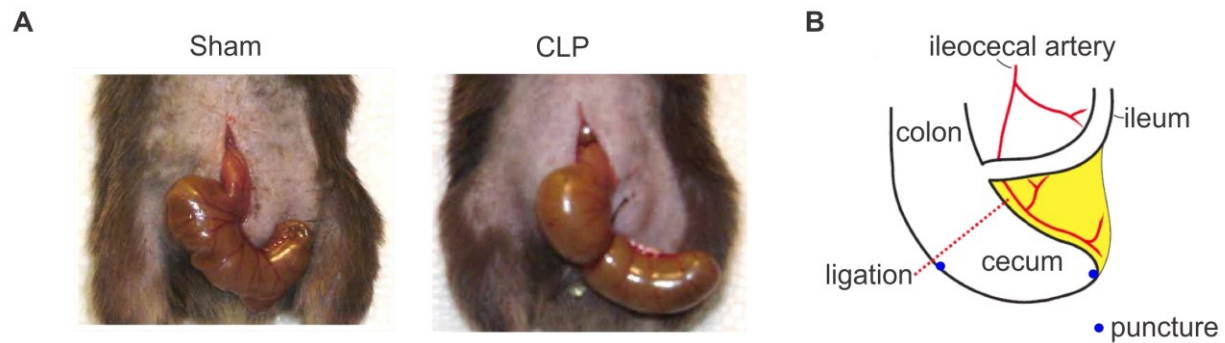 A
Sham
CLP
B
ileocecal artery
colon
ileum
ligation
cecum
puncture